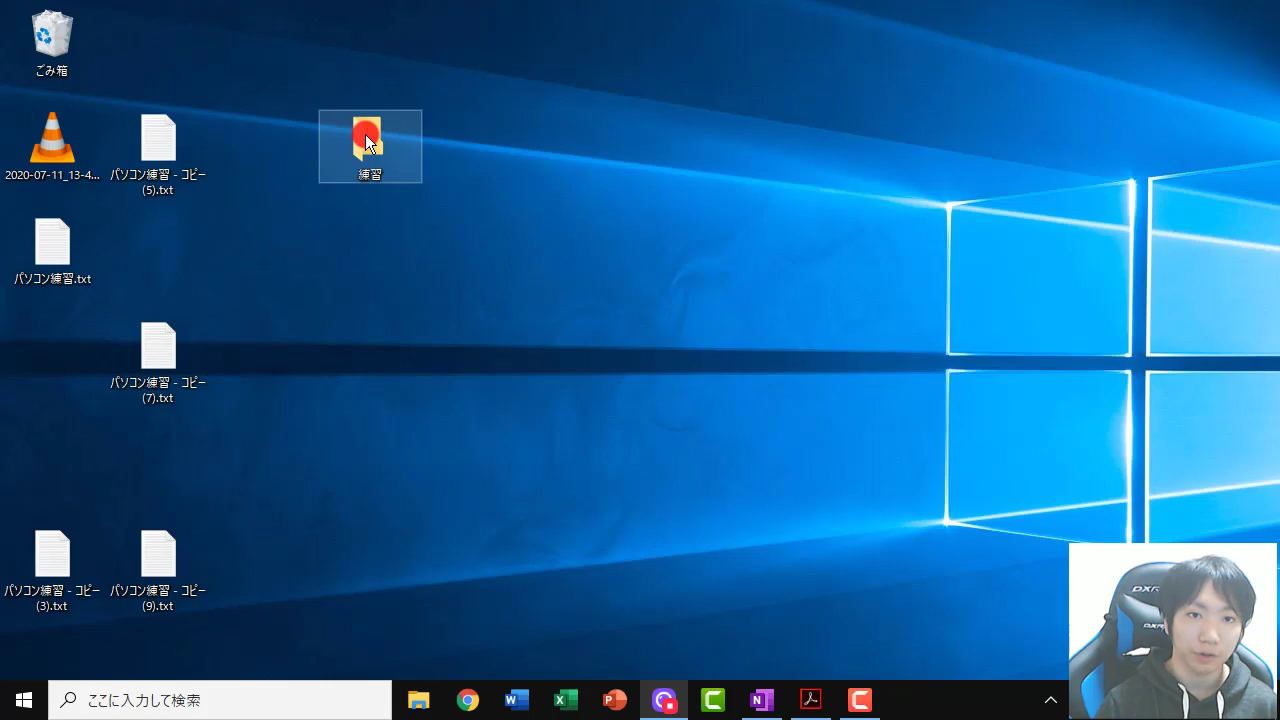 ごみ箱
2020-07-11_13-4...
パソコン練習 - コピー
(5).txt
練習
パソコン練習.txt
パソコン練習 - コピー
(7).txt
パソコン練習 - コピー
(3).txt
パソコン練習 - コピー
(9).txt
DXR
ここに入力して検索